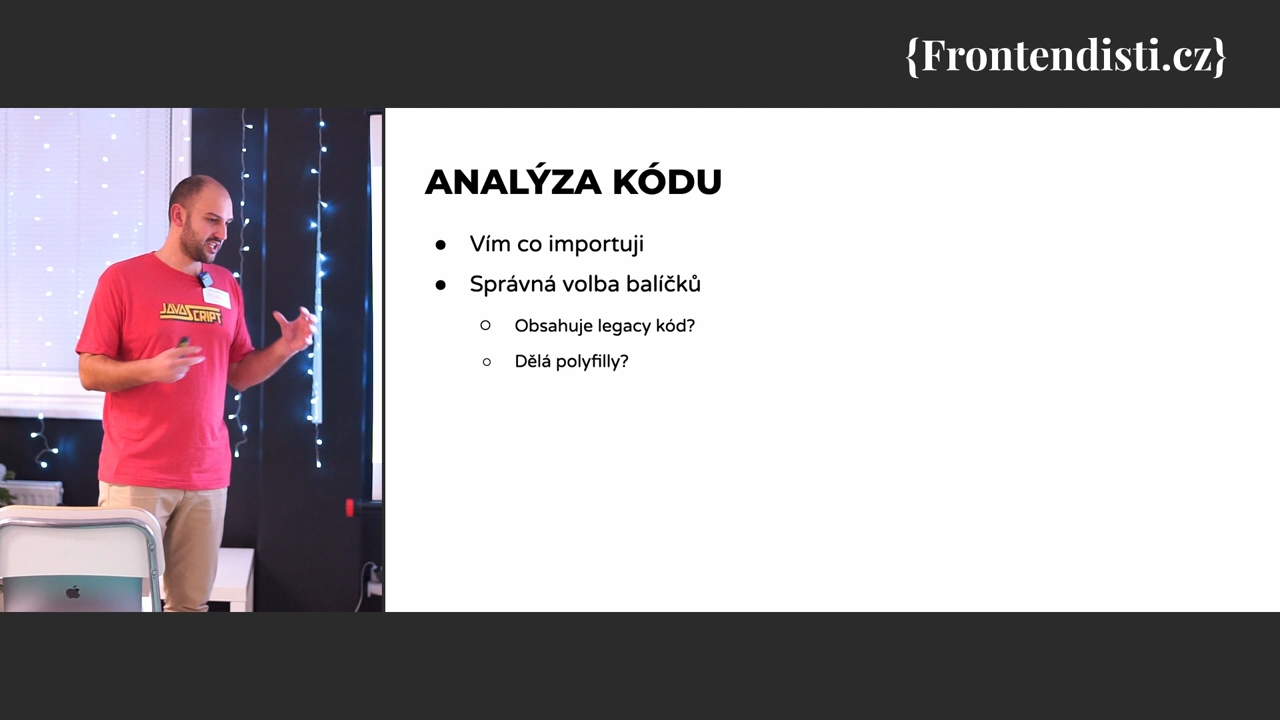 {Frontendisti.cz}
ANALÝZA KÓDU
● Vím co importuji
● Správná volba balíčků
○ Obsahuje legacy kód?
○ Dělá polyfilly?
JAVASCRIPT